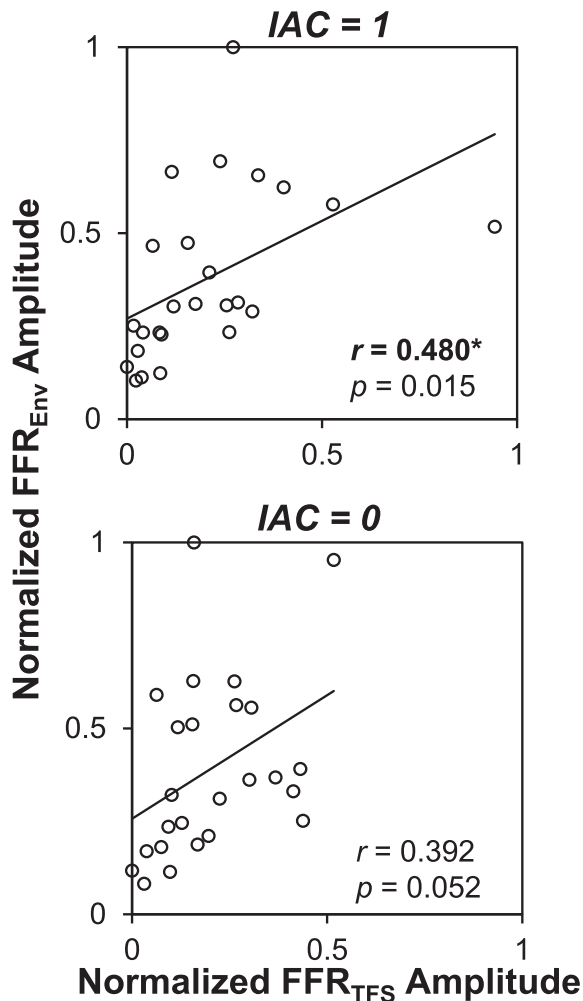 IAC = 1
1
0.5
0
0
0.5
1
r = 0.480*
p = 0.015
Normalized FFREnv Amplitude
IAC = 0
1
0.5
0
0
0.5
r = 0.392
p = 0.052
Normalized FFRTFS Amplitude